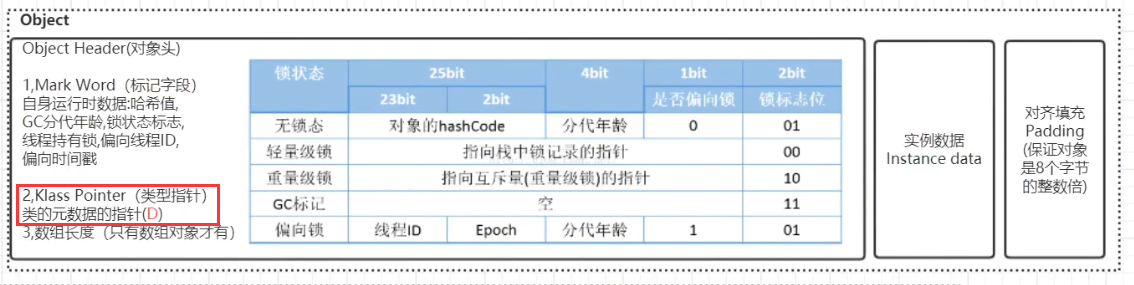 Object
Object Header(对象头)
1,Mark Word（标记字段）
自身运行时数据:哈希值,
GC分代年龄,锁状态标志,
线程持有锁,偏向线程ID,
偏向时间戳
2,Klass Pointer（类型指针）
类的元数据的指针(D)
3,数组长度（只有数组对象才有）
锁状态 25bit 4bit 1bit 2bit
23bit 2bit 是否偏向锁 锁标志位
无锁态 对象的hashCode 分代年龄 0 01
轻量级锁 指向栈中锁记录的指针 00
重量级锁 指向互斥量(重量级锁)的指针 10
GC标记 空 11
偏向锁 线程ID Epoch 分代年龄 1 01
实例数据
Instance data
对齐填充
Padding
(保证对象
是8个字节
的整数倍)